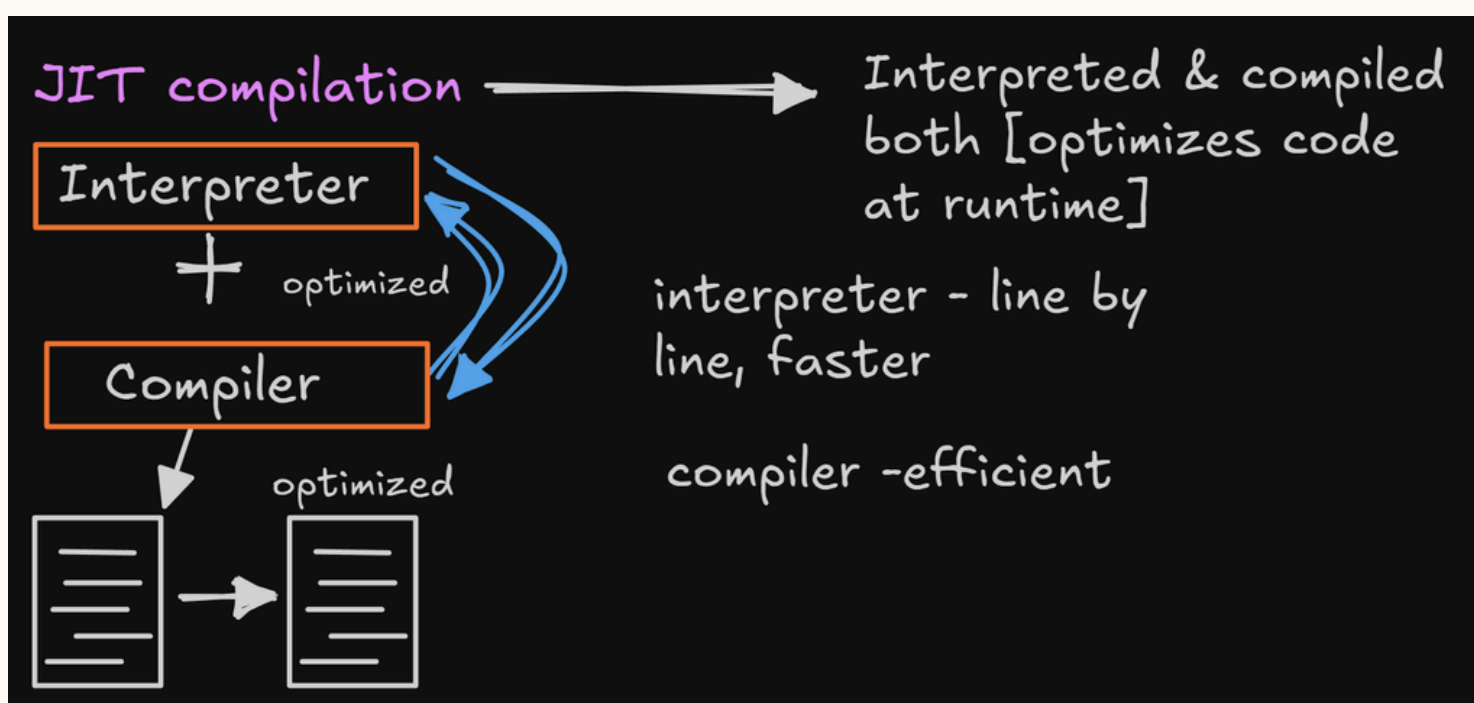 JIT compilation
Interpreted & compiled
both [optimizes code
at runtime]
Interpreter
optimized
interpreter - line by
line, faster
Compiler
compiler -efficient
optimized